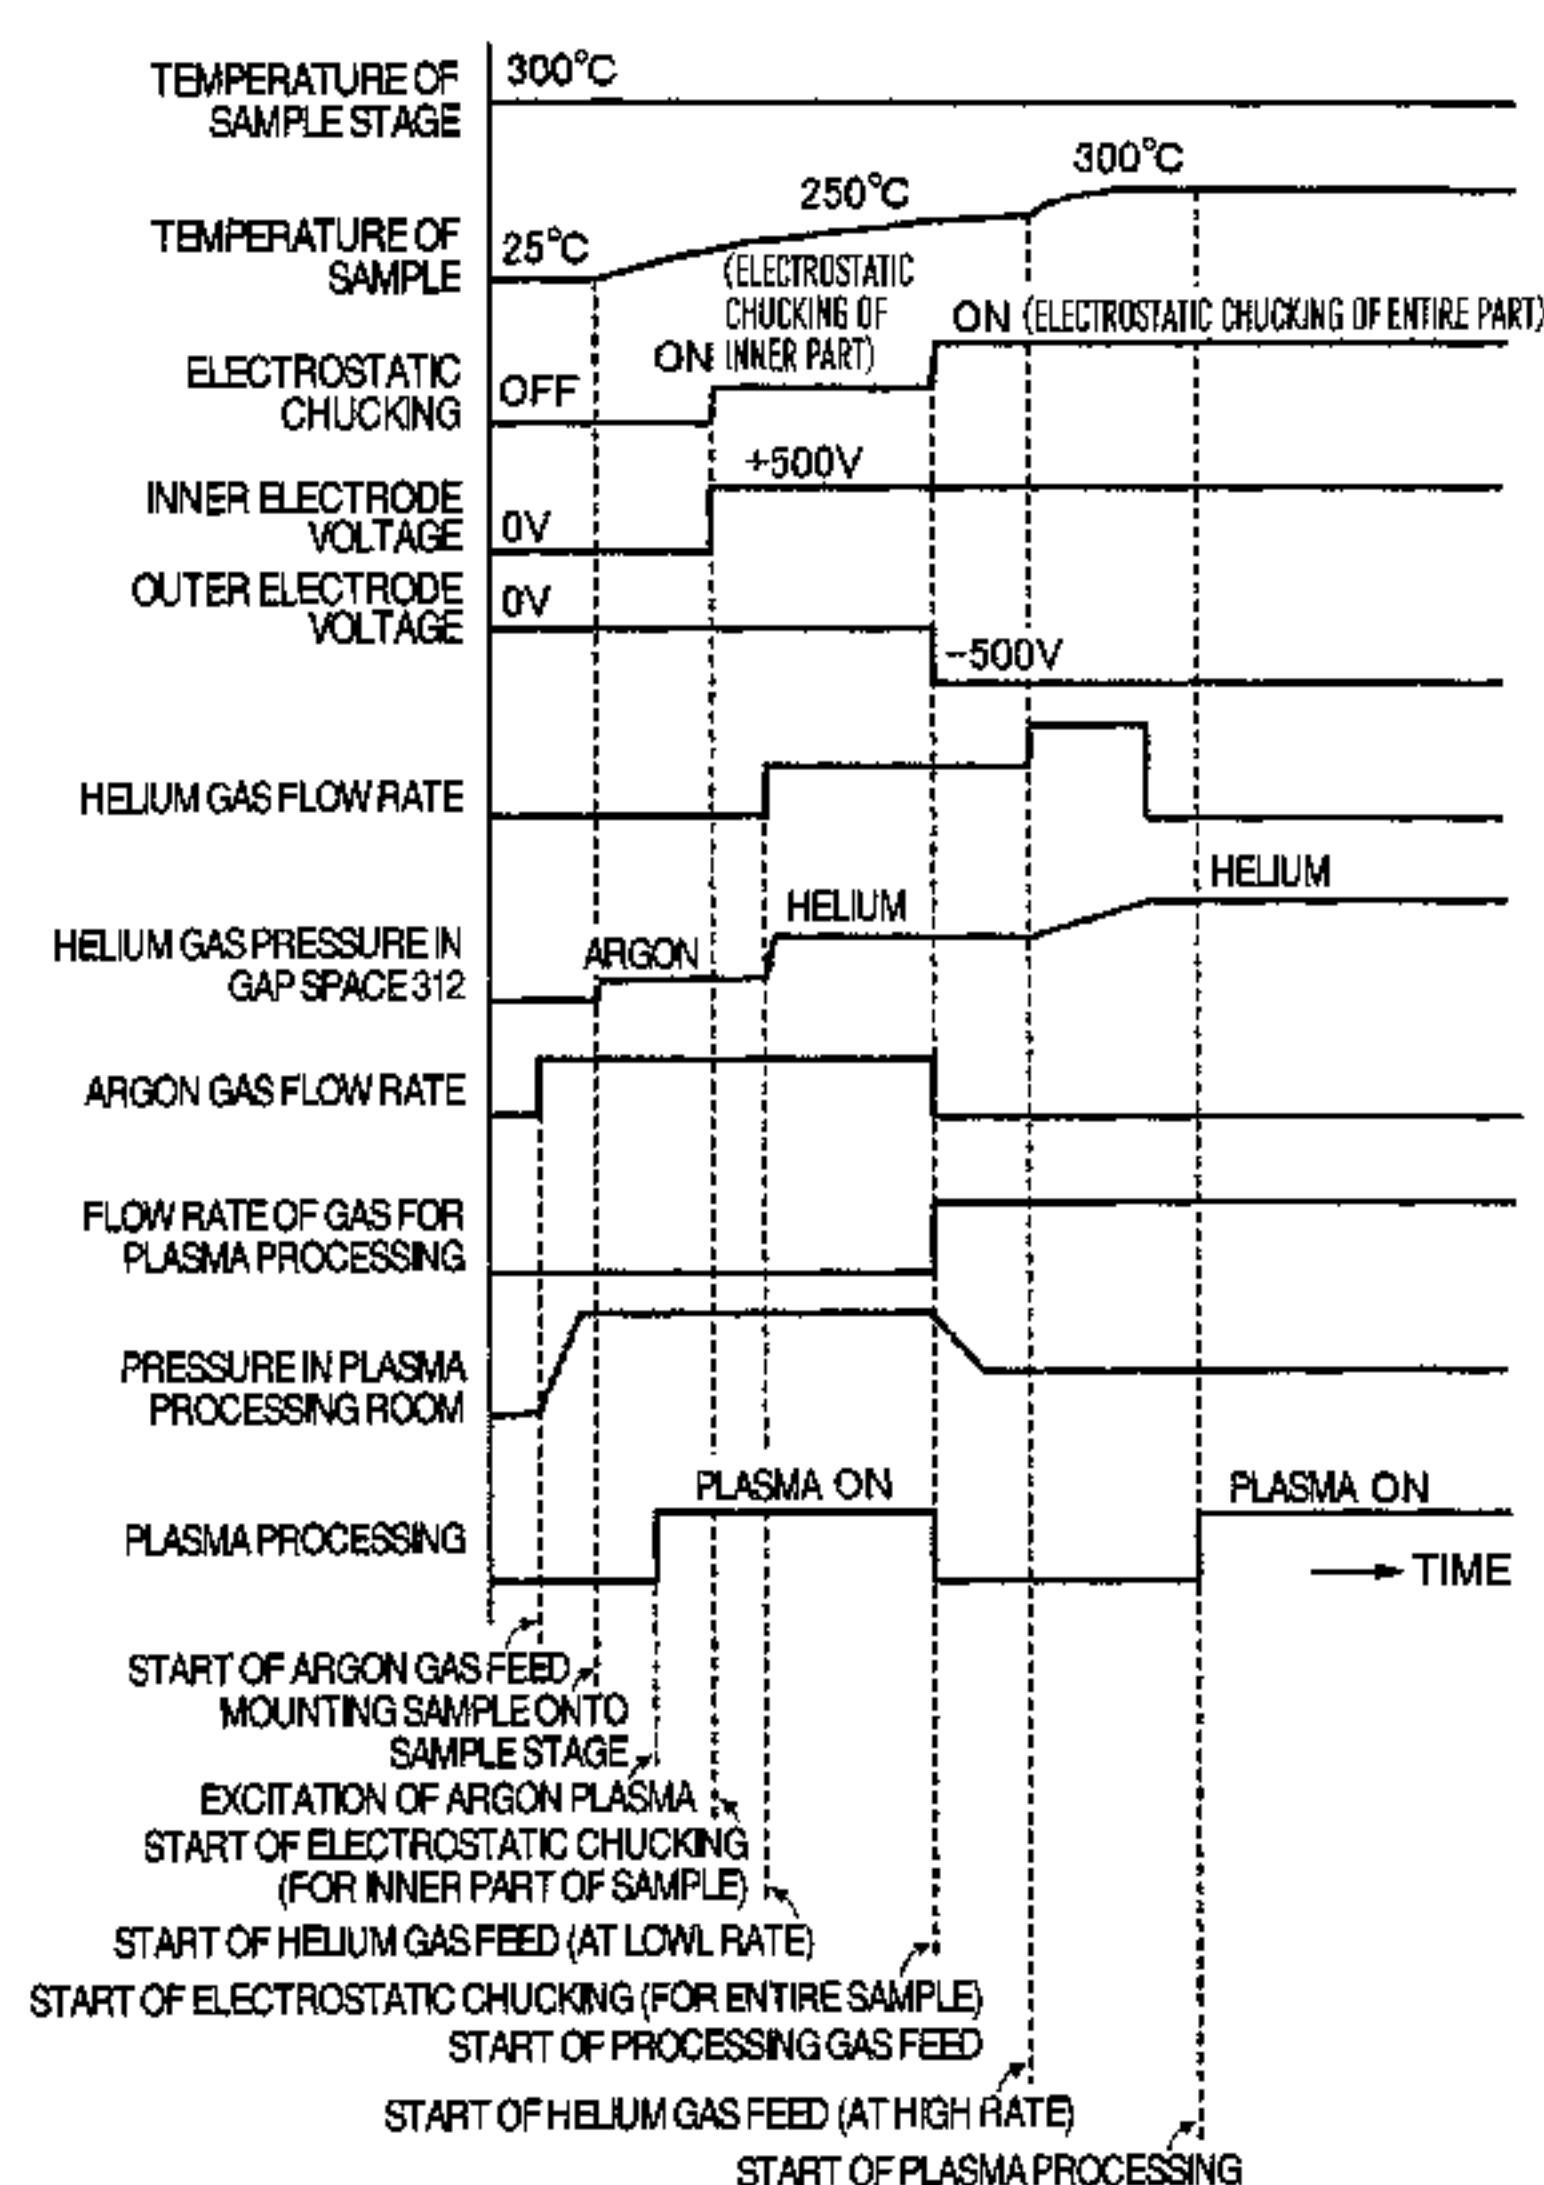 TEMPERATURE OF
SAMPLE STAGE
300°C
TEMPERATURE OF
SAMPLE
25°C
250°C
300°C
ELECTROSTATIC
CHUCKING
OFF
ON
(ELECTROSTATIC
CHUCKING OF
INNER PART)
ON (ELECTROSTATIC CHUCKING OF ENTIRE PART)
INNER ELECTRODE
VOLTAGE
0V
+500V
OUTER ELECTRODE
VOLTAGE
0V
-500V
HELIUM GAS FLOW RATE
HELIUM GAS PRESSURE IN
GAP SPACE 312
ARGON
HELIUM
HELIUM
ARGON GAS FLOW RATE
FLOW RATE OF GAS FOR
PLASMA PROCESSING
PRESSURE IN PLASMA
PROCESSING ROOM
PLASMA PROCESSING
PLASMA ON
PLASMA ON
TIME
START OF ARGON GAS FEED
MOUNTING SAMPLE ONTO
SAMPLE STAGE
EXCITATION OF ARGON PLASMA
START OF ELECTROSTATIC CHUCKING
(FOR INNER PART OF SAMPLE)
START OF HELIUM GAS FEED (AT LOWL RATE)
START OF ELECTROSTATIC CHUCKING (FOR ENTIRE SAMPLE)
START OF PROCESSING GAS FEED
START OF HELIUM GAS FEED (AT HIGH RATE)
START OF PLASMA PROCESSING